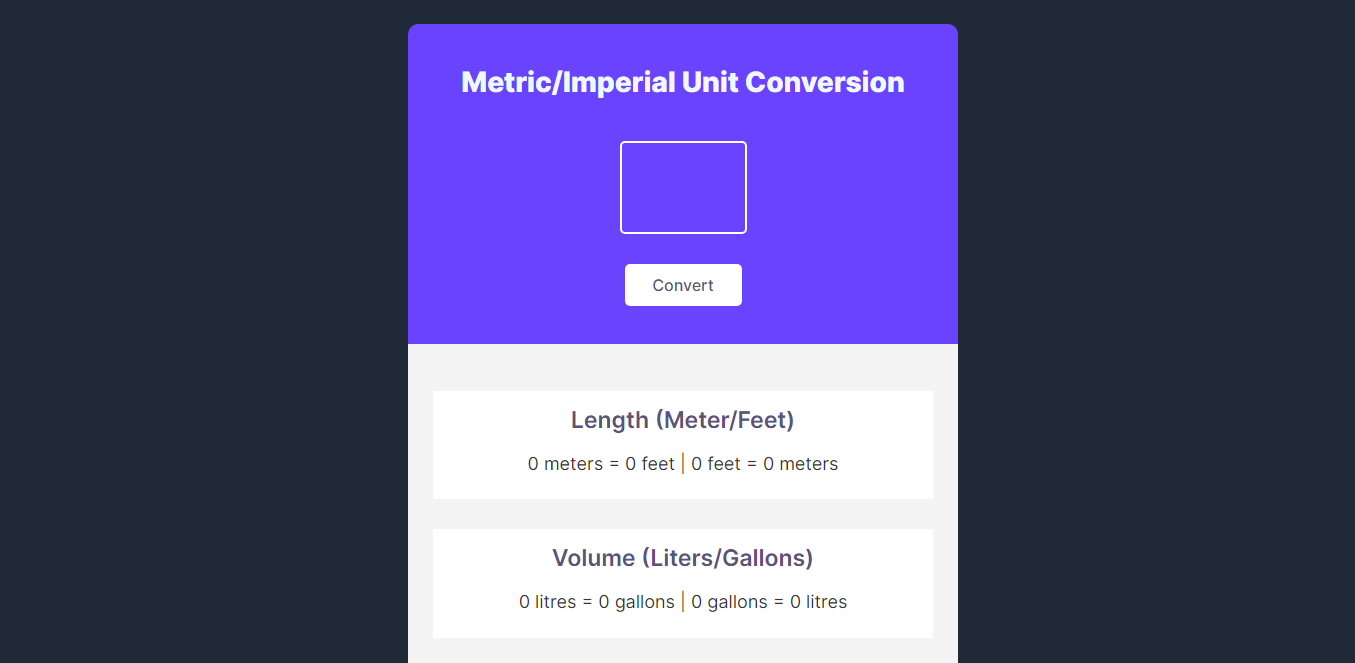 Metric/Imperial Unit Conversion
Convert
Length (Meter/Feet)
0 meters = 0 feet | 0 feet = 0 meters
Volume (Liters/Gallons)
0 litres = 0 gallons | 0 gallons = 0 litres